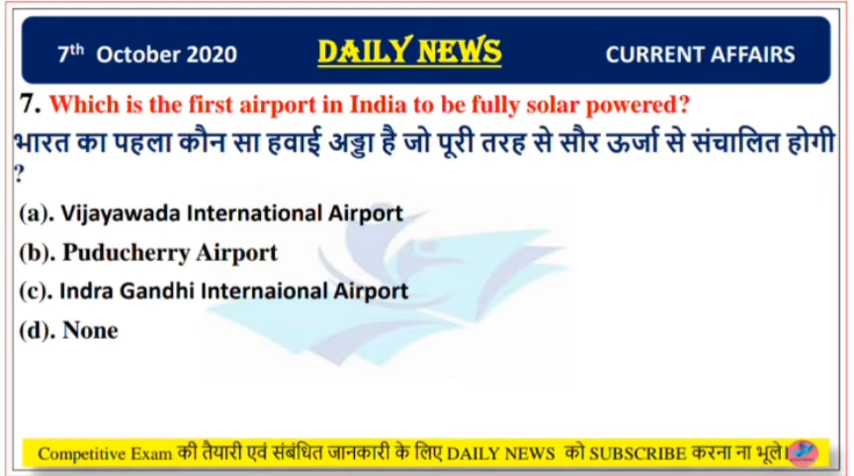 7th October 2020 DAILY NEWS CURRENT AFFAIRS
7. Which is the first airport in India to be fully solar powered?
भारत का पहला कौन सा हवाई अड्डा है जो पूरी तरह से सौर ऊर्जा से संचालित होगी
?
(a). Vijayawada International Airport
(b). Puducherry Airport
(c). Indra Gandhi Internaional Airport
(d). None
Competitive Exam की तैयारी एवं संबंधित जानकारी के लिए DAILY NEWS को SUBSCRIBE करना ना भूले।